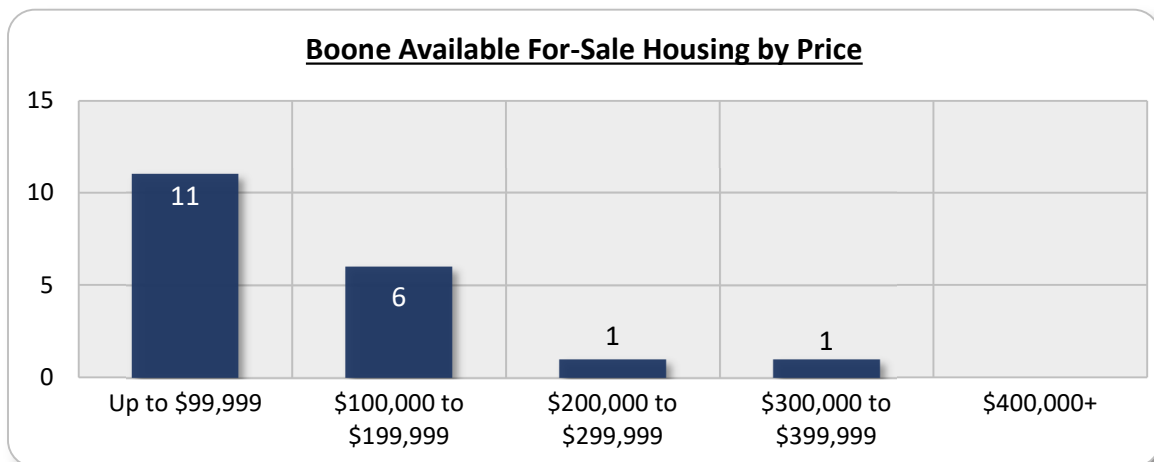 Boone Available For-Sale Housing by Price
15
10
5
0
11
6
1
1
Up to $99,999
$100,000 to
$199,999
$200,000 to
$299,999
$300,000 to
$399,999
$400,000+